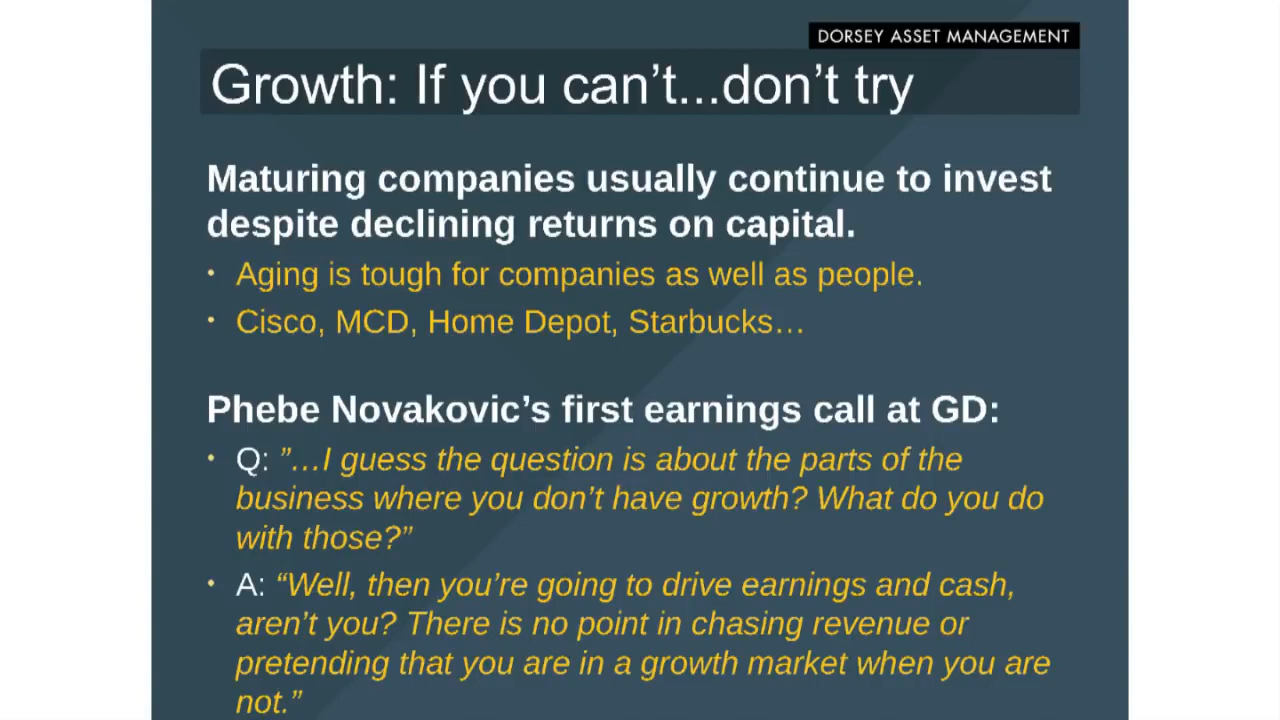 DORSEY ASSET MANAGEMENT
Growth: If you can’t...don’t try
Maturing companies usually continue to invest
despite declining returns on capital.
• Aging is tough for companies as well as people.
• Cisco, MCD, Home Depot, Starbucks…
Phebe Novakovic’s first earnings call at GD:
• Q: ”…I guess the question is about the parts of the
business where you don’t have growth? What do you do
with those?”
• A: “Well, then you’re going to drive earnings and cash,
aren’t you? There is no point in chasing revenue or
pretending that you are in a growth market when you are
not.”